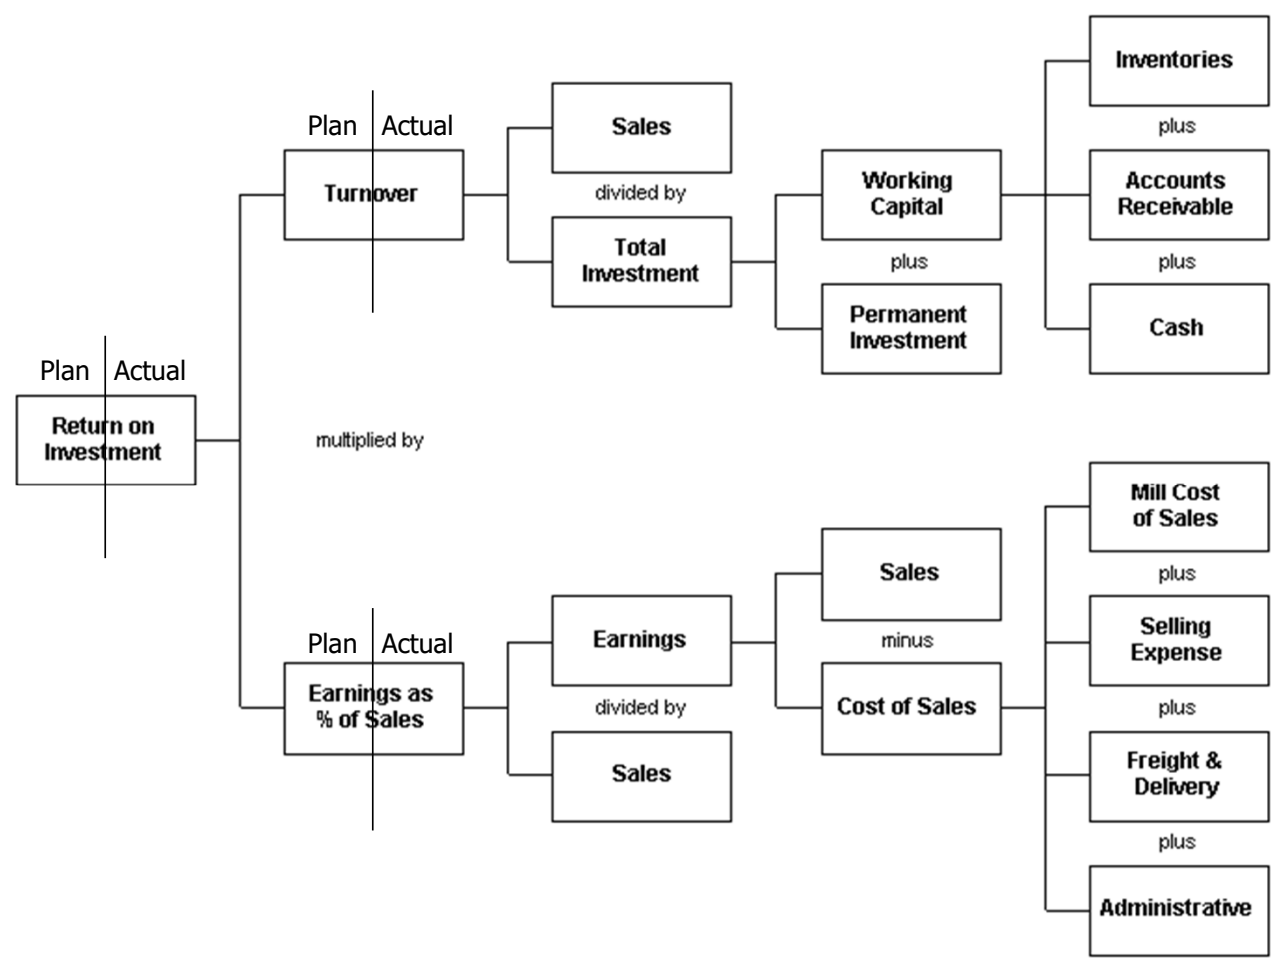 Inventories
plus
Plan Actual
Sales
Turnover
divided by
Working
Capital
Accounts
Receivable
Total
Investment
plus
plus
Permanent
Investment
Cash
Plan Actual
Return on
Investment
multiplied by
Mill Cost
of Sales
Sales
plus
Plan Actual
Earnings
minus
Selling
Expense
Earnings as
% of Sales
divided by
Cost of Sales
plus
Sales
Freight &
Delivery
plus
Administrative